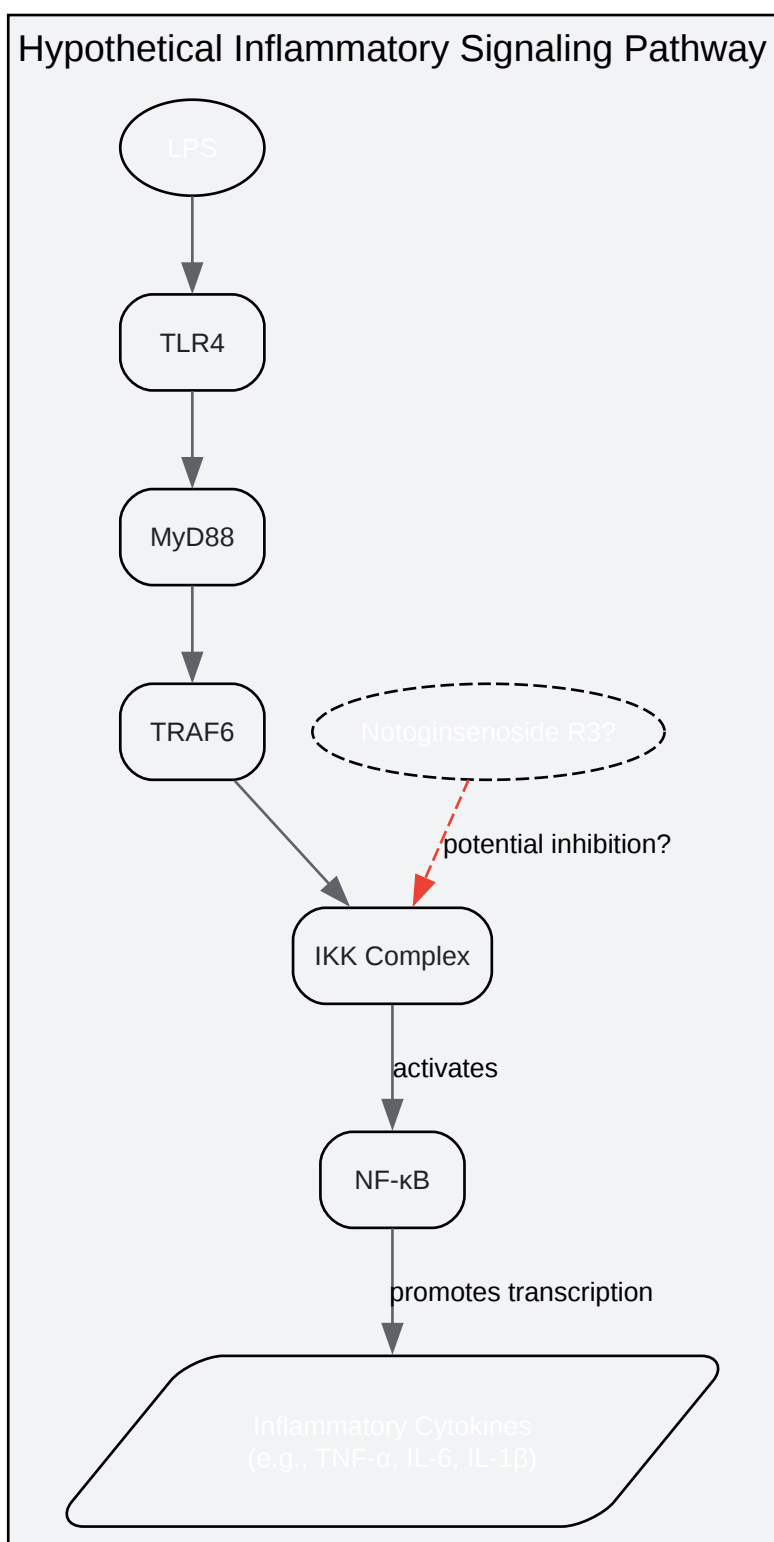 Hypothetical Inflammatory Signaling Pathway
LPS
TLR4
MyD88
TRAF6
Notoginsenoside R3?
potential inhibition?
IKK Complex
activates
NF-κB
promotes transcription
Inflammatory Cytokines
(e.g., TNF-α, IL-6, IL-1β)